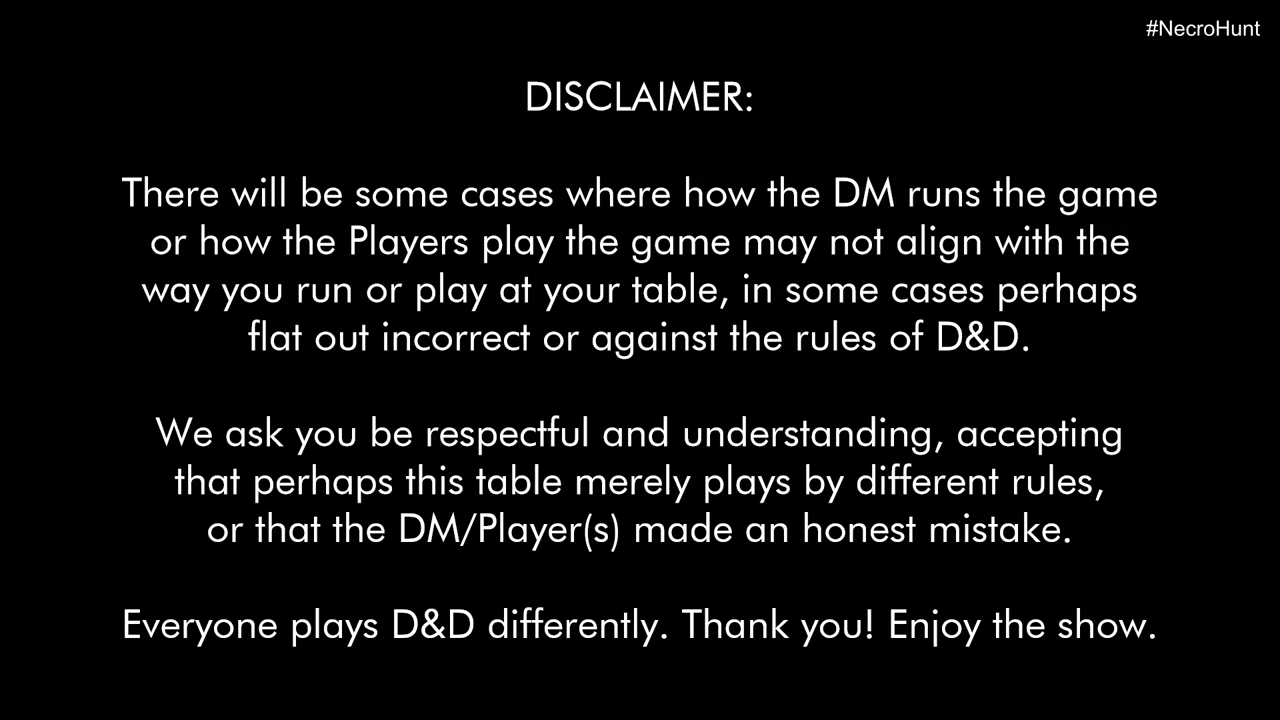 #NecroHunt
DISCLAIMER:
There will be some cases where how the DM runs the game
or how the Players play the game may not align with the
way you run or play at your table, in some cases perhaps
flat out incorrect or against the rules of D&D.
We ask you be respectful and understanding, accepting
that perhaps this table merely plays by different rules,
or that the DM/Player(s) made an honest mistake.
Everyone plays D&D differently. Thank you! Enjoy the show.